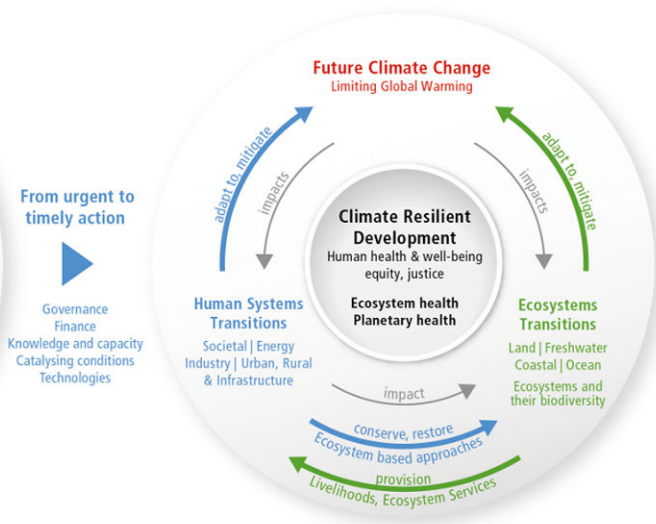 Future Climate Change
Limiting Global Warming
adapt to, mitigate
impacts
impacts
adapt to, mitigate
From urgent to
timely action
Governance
Finance
Knowledge and capacity
Catalysing conditions
Technologies
Climate Resilient
Development
Human health & well-being
equity, justice
Ecosystem health
Planetary health
Human Systems
Transitions
Societal | Energy
Industry | Urban, Rural
& Infrastructure
Ecosystems
Transitions
Land | Freshwater
Coastal | Ocean
Ecosystems and
their biodiversity
impact
conserve, restore
Ecosystem based approaches
provision
Livelihoods, Ecosystem Services